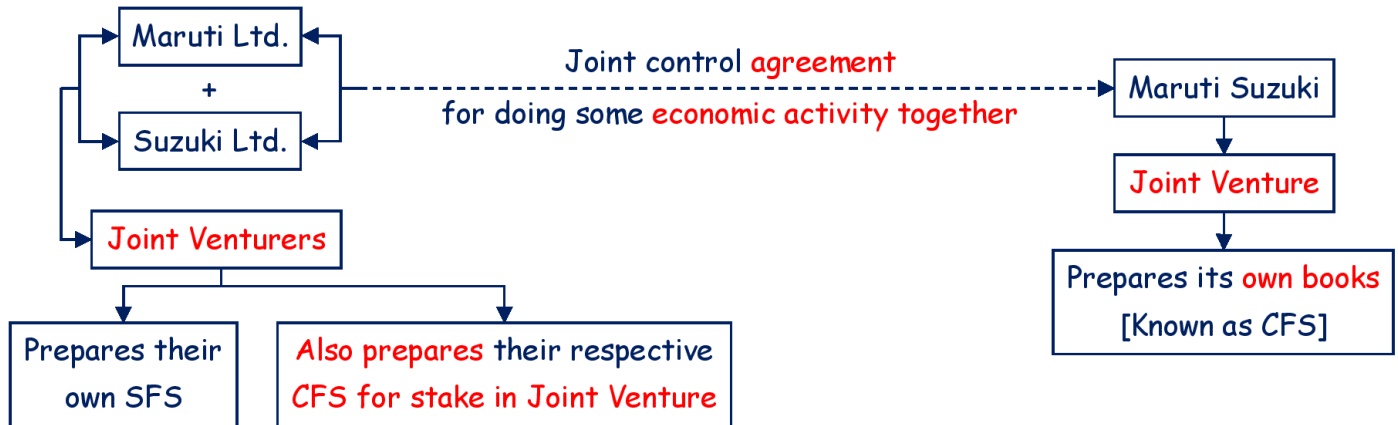 Maruti Ltd.
+
Suzuki Ltd.
Joint control agreement
for doing some economic activity together
Maruti Suzuki
Joint Venture
Prepares its own books
[Known as CFS]
Joint Venturers
Prepares their
own SFS
Also prepares their respective
CFS for stake in Joint Venture